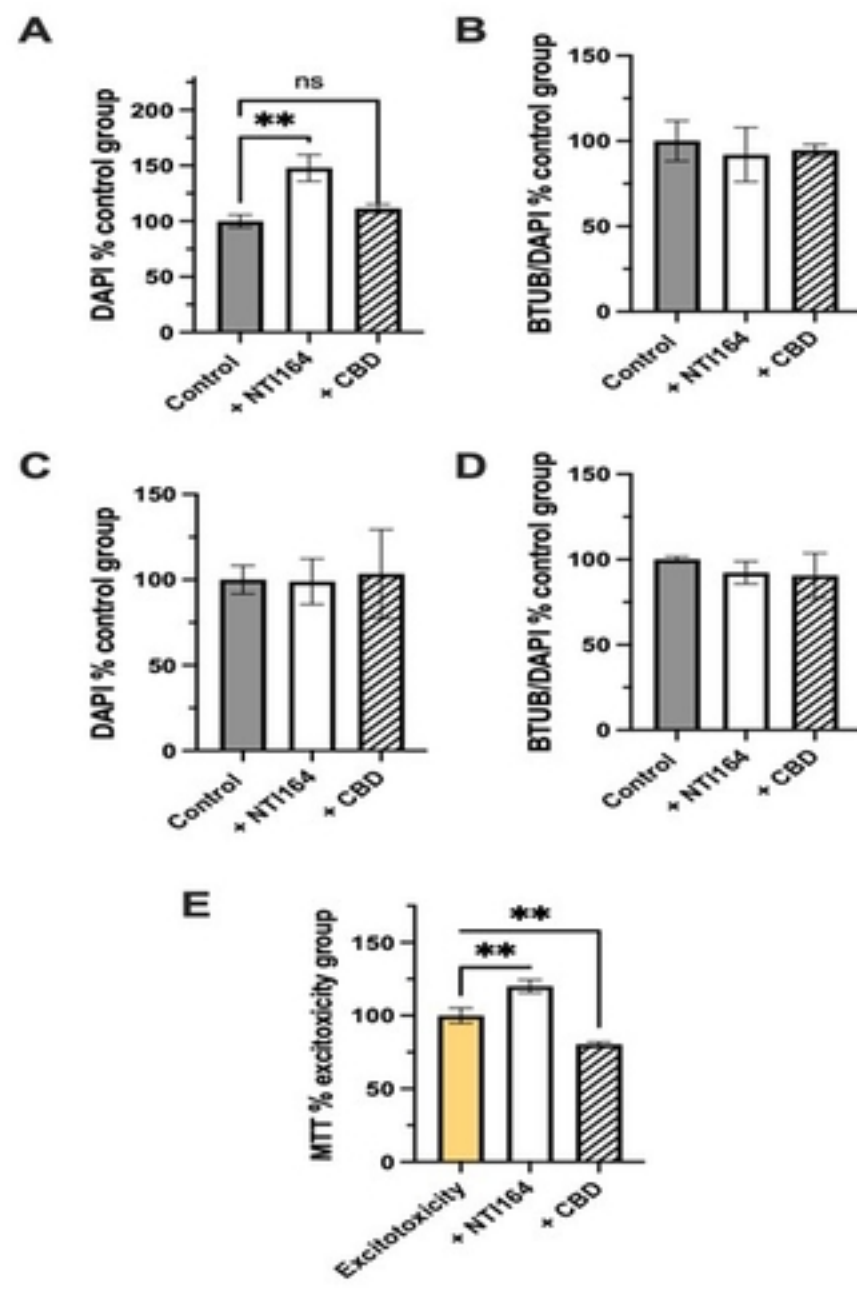 A
DAPI % control group
200
150
100
50
0
ns
**
Control
+ NTI164
+ CBD
B
BTUB/DAPI % control group
150
100
50
0
Control
+ NTI164
+ CBD
C
DAPI % control group
150
100
50
0
Control
+ NTI164
+ CBD
D
BTUB/DAPI % control group
150
100
50
0
Control
+ NTI164
+ CBD
E
MTT % excitoxicity group
150
100
50
0
**
**
Excitotoxicity
+ NTI164
+ CBD